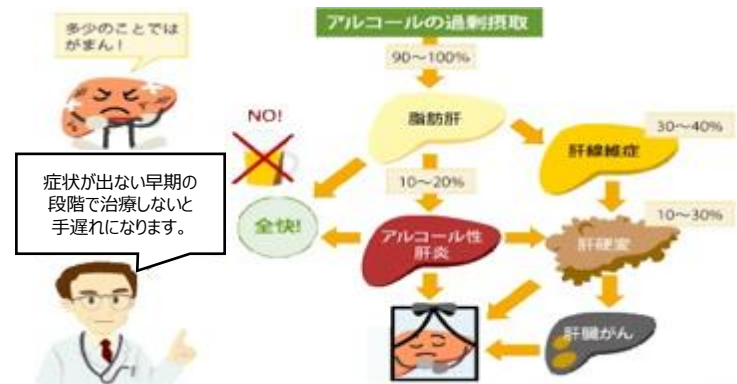 多少のことでは
がまん!
アルコールの過剰摂取
90〜100%
脂肪肝
NO!
30〜40%
肝線維症
10〜20%
全快!
アルコール性
肝炎
10〜30%
肝硬変
肝臓がん
症状が出ない早期の
段階で治療しないと
手遅れになります。